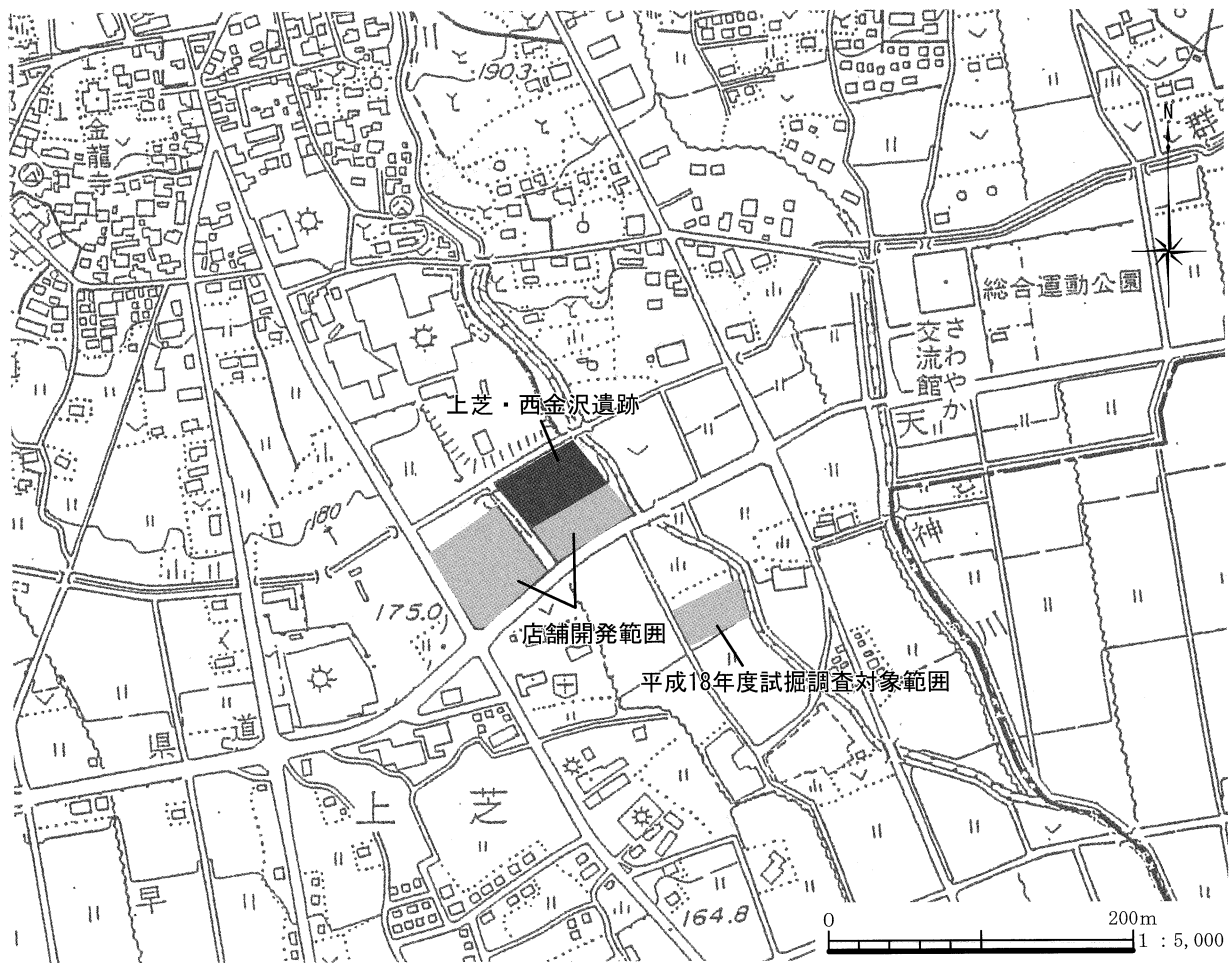 190.3
金龍寺
群
N
総合運動公園
さわやか
交流館
天
上芝・西金沢遺跡
180
神
175.0
店舗開発範囲
平成18年度試掘調査対象範囲
川
県
道
上
芝
早
164.8
0
200m
1：5,000